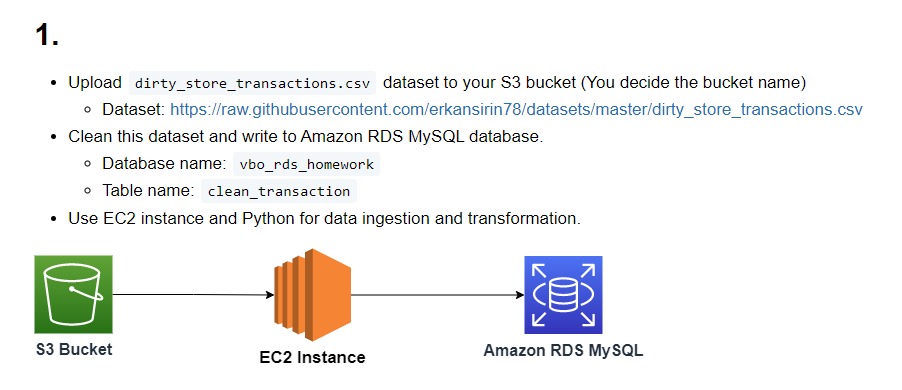 1.
Upload dirty_store_transactions.csv dataset to your S3 bucket (You decide the bucket name)
Dataset: https://raw.githubusercontent.com/erkansirin78/datasets/master/dirty_store_transactions.csv
Clean this dataset and write to Amazon RDS MySQL database.
Database name: vbo_rds_homework
Table name: clean_transaction
Use EC2 instance and Python for data ingestion and transformation.
S3 Bucket
EC2 Instance
Amazon RDS MySQL